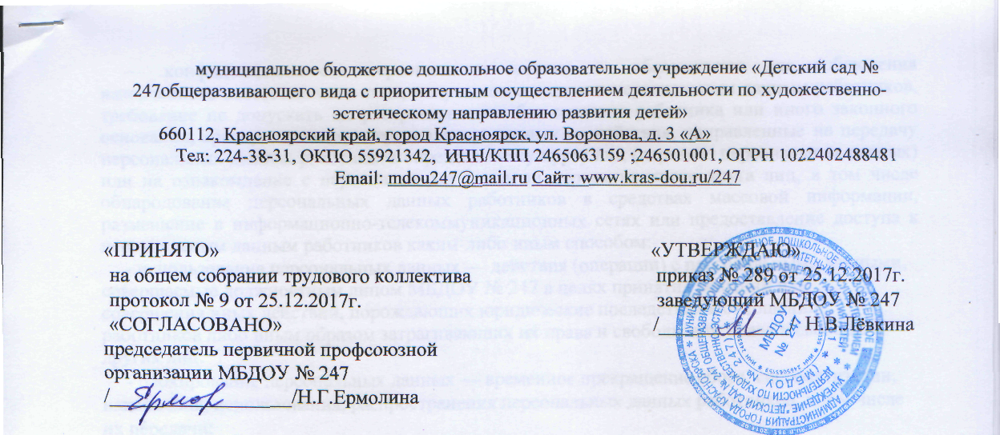 муниципальное бюджетное дошкольное образовательное учреждение «Детский сад №
247общеразвивающего вида с приоритетным осуществлением деятельности по художественно-
эстетическому направлению развития детей»
660112, Красноярский край, город Красноярск, ул. Воронова, д. 3 «А»
Тел: 224-38-31, ОКПО 55921342, ИНН/КПП 2465063159 ;246501001, ОГРН 1022402488481
Email: mdou247@mail.ru Сайт: www.kras-dou.ru/247
«ПРИНЯТО»
на общем собрании трудового коллектива
протокол № 9 от 25.12.2017г.
«СОГЛАСОВАНО»
председатель первичной профсоюзной
организации МБДОУ № 247
/Ермол /Н.Г.Ермолина
«УТВЕРЖДАЮ»
приказ № 289 от 25.12.2017г.
заведующий МБДОУ № 247
/ Н.В.Лёвкина
МБДОУ
№ 247